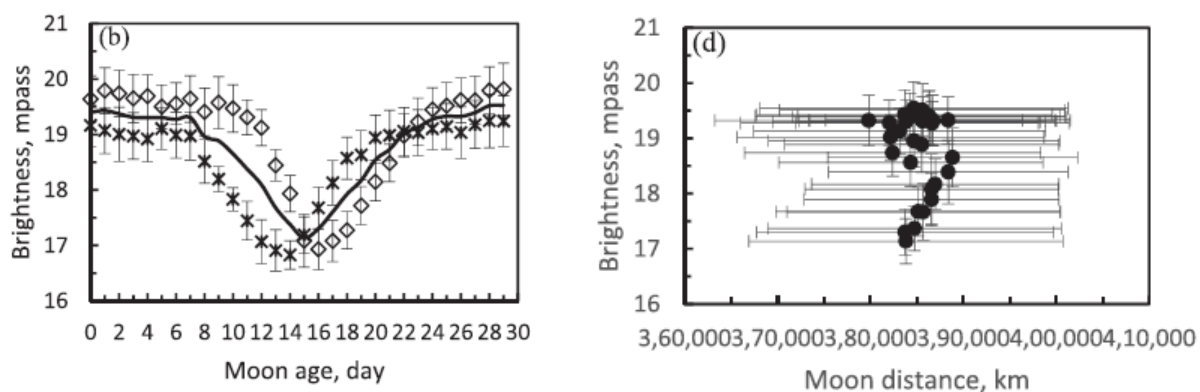 (b)
Brightness, mpass
21
20
19
18
17
16
0 2 4 6 8 10 12 14 16 18 20 22 24 26 28 30
Moon age, day
(d)
Brightness, mpass
21
20
19
18
17
16
3,60,0003,70,0003,80,0003,90,0004,00,0004,10,000
Moon distance, km